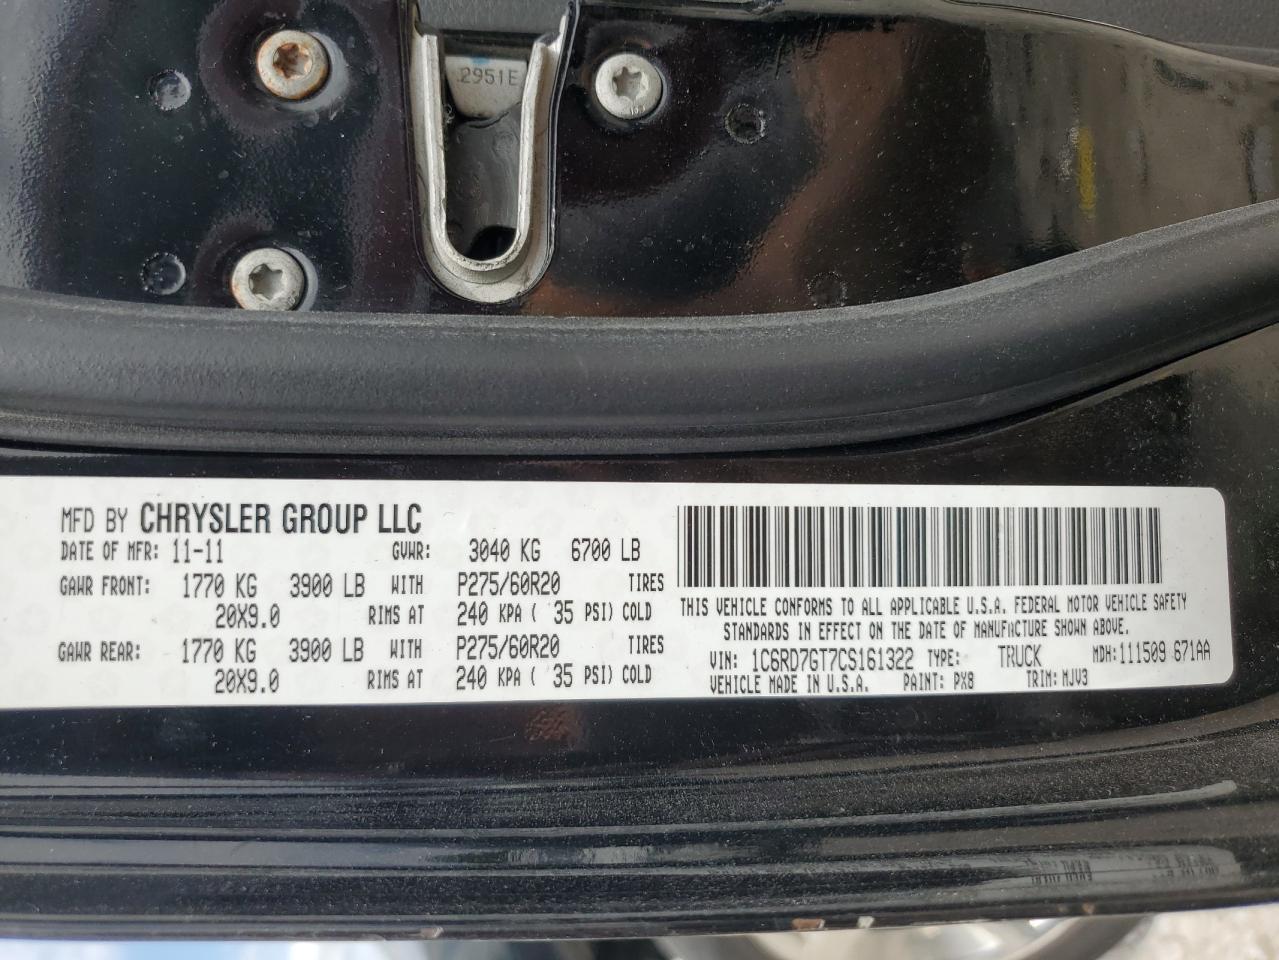 2951E
MFD BY CHRYSLER GROUP LLC
DATE OF MFR: 11-11 GVWR: 3040 KG 6700 LB
GAWR FRONT: 1770 KG 3900 LB WITH P275/60R20 TIRES
20X9.0 RIMS AT 240 KPA ( 35 PSI) COLD
GAWR REAR: 1770 KG 3900 LB WITH P275/60R20 TIRES
20X9.0 RIMS AT 240 KPA ( 35 PSI) COLD
THIS VEHICLE CONFORMS TO ALL APPLICABLE U.S.A. FEDERAL MOTOR VEHICLE SAFETY
STANDARDS IN EFFECT ON THE DATE OF MANUFACTURE SHOWN ABOVE.
VIN: 1C6RD7GT7CS161322 TYPE: TRUCK MDH: 111509 671AA
VEHICLE MADE IN U.S.A. PAINT: PX8 TRIM: MJV3